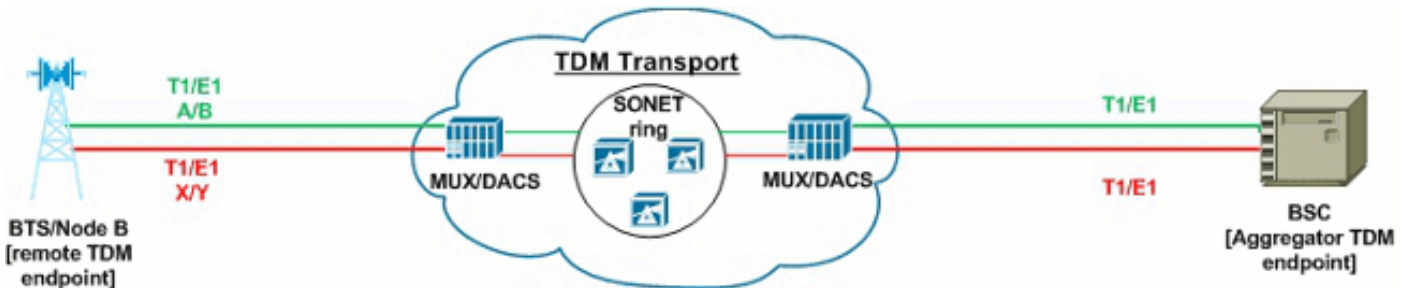 TDM Transport
T1/E1
A/B
SONET
ring
T1/E1
T1/E1
X/Y
MUX/DACS
MUX/DACS
T1/E1
BTS/Node B
[remote TDM
endpoint]
BSC
[Aggregator TDM
endpoint]